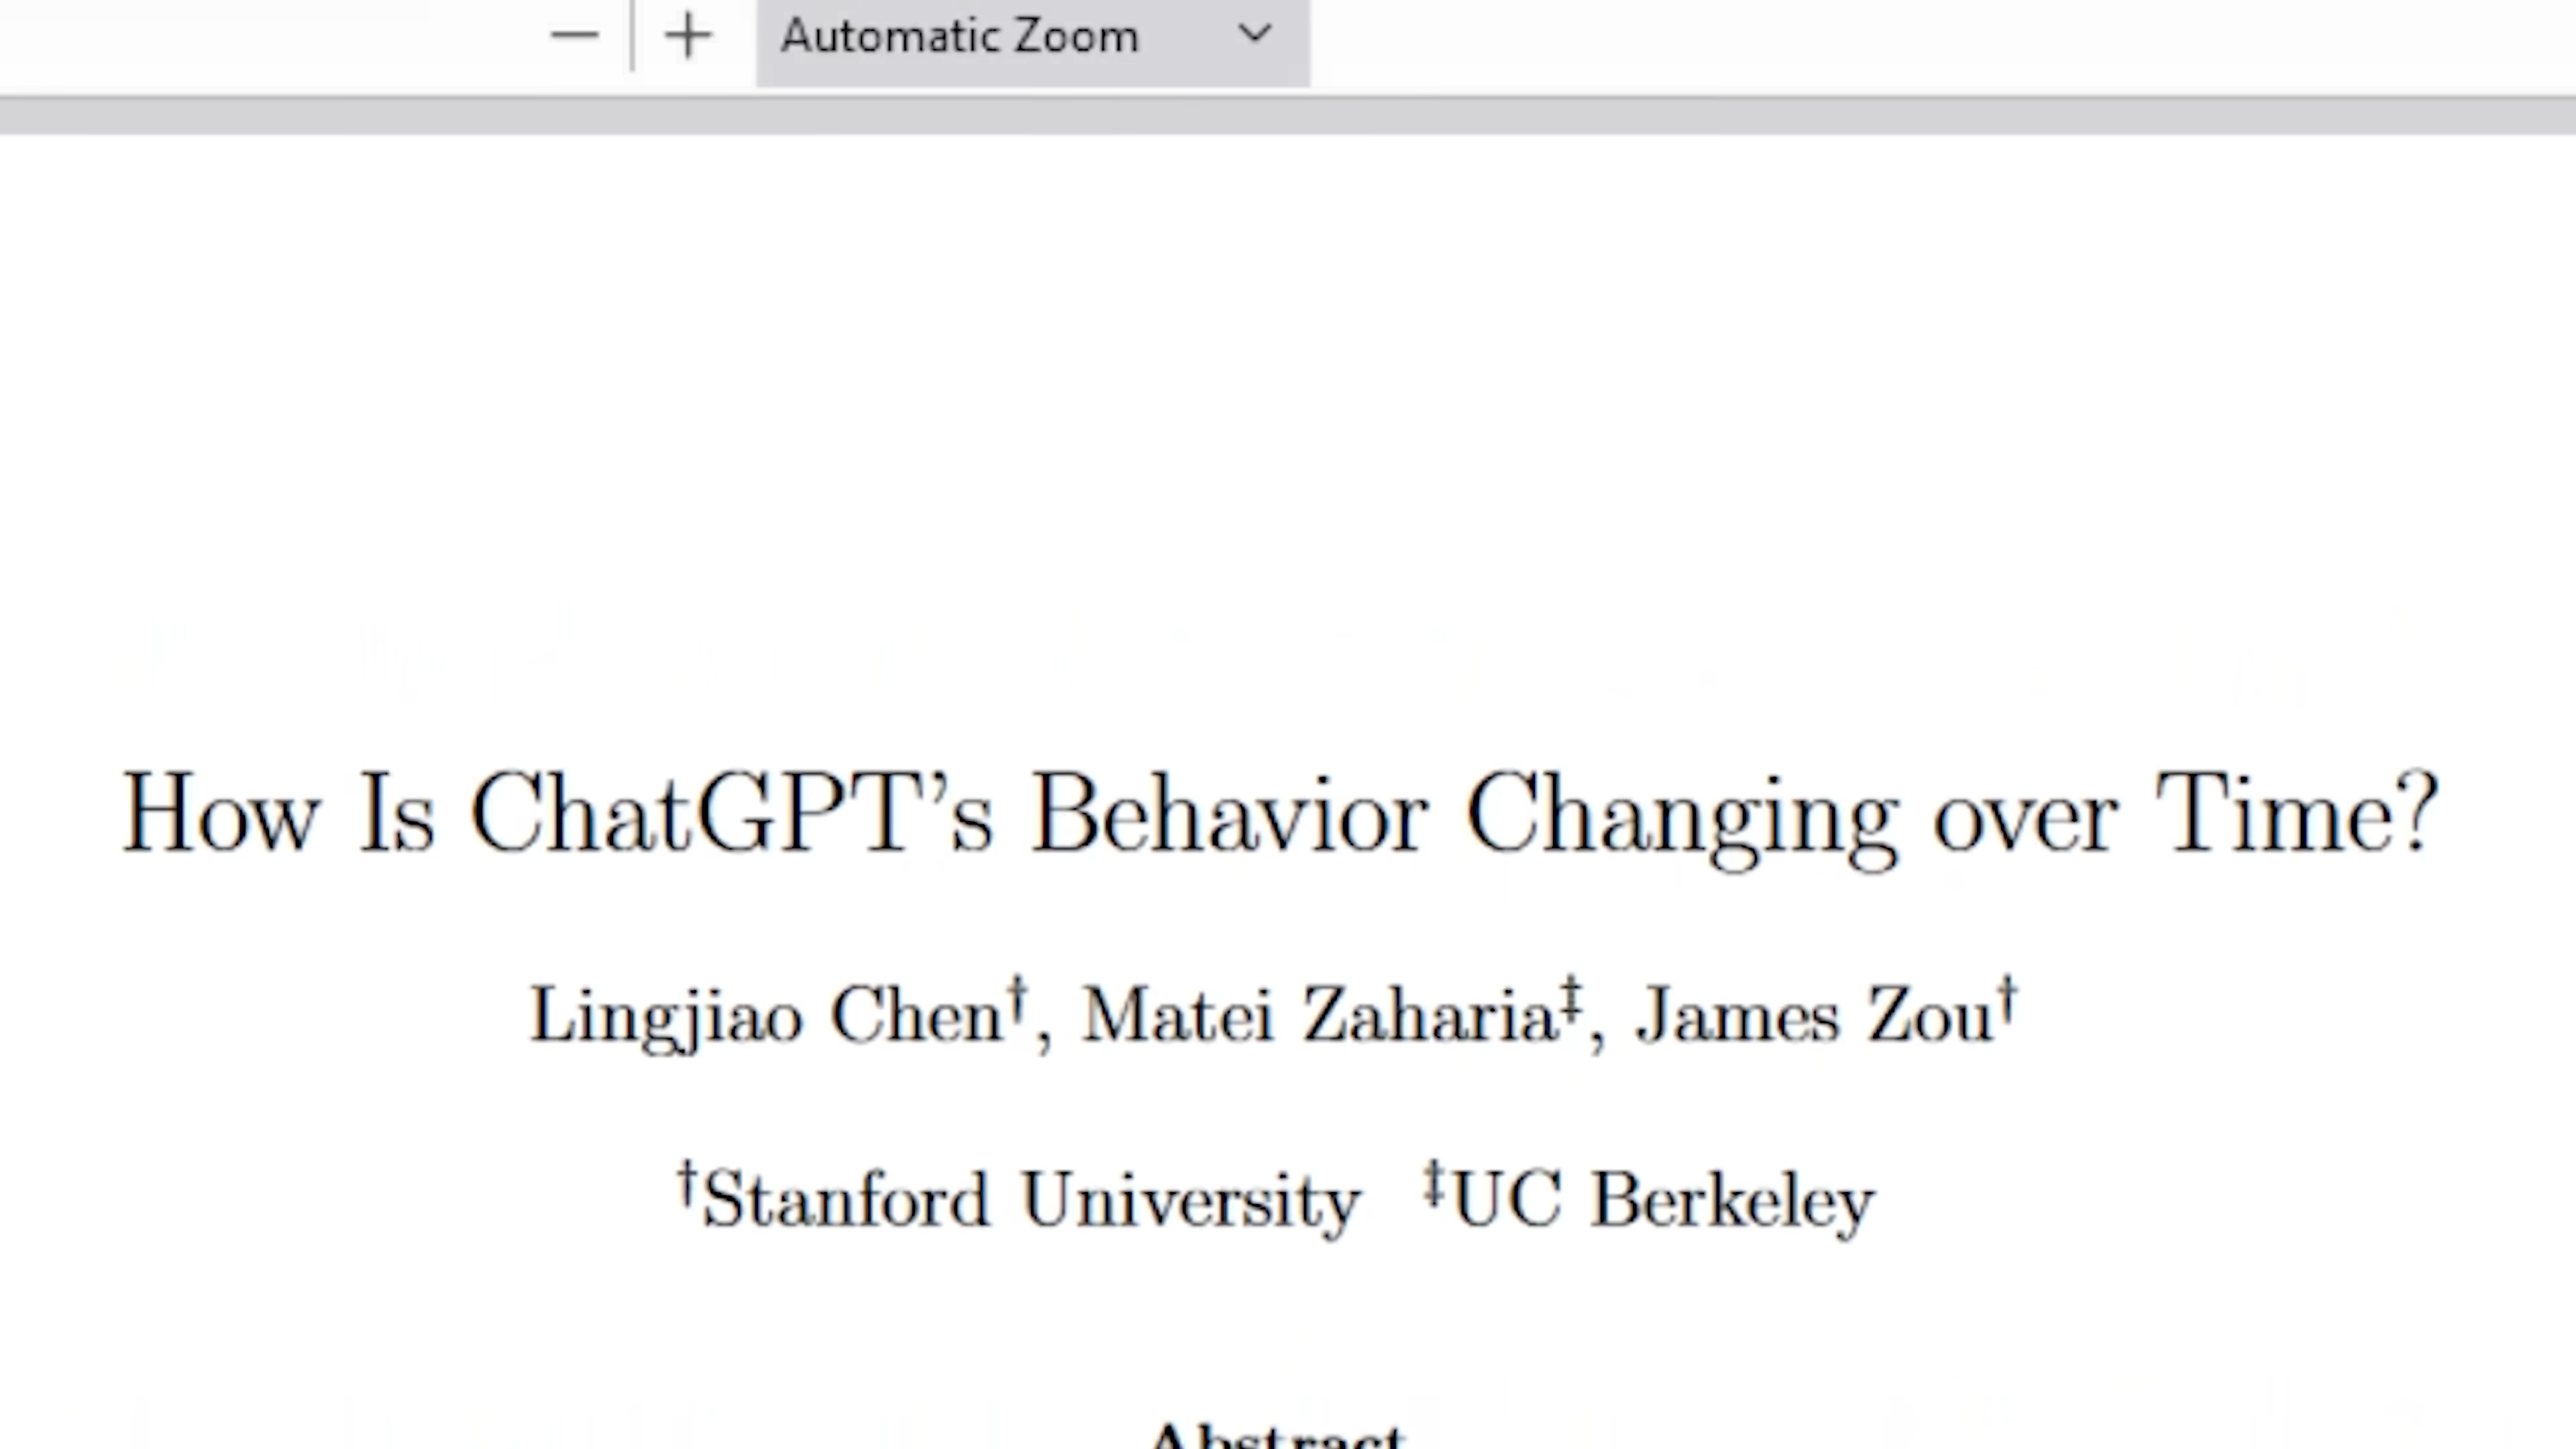 Automatic Zoom
How Is ChatGPT’s Behavior Changing over Time?
Lingjiao Chen†, Matei Zaharia‡, James Zou†
†Stanford University ‡UC Berkeley
Abstract